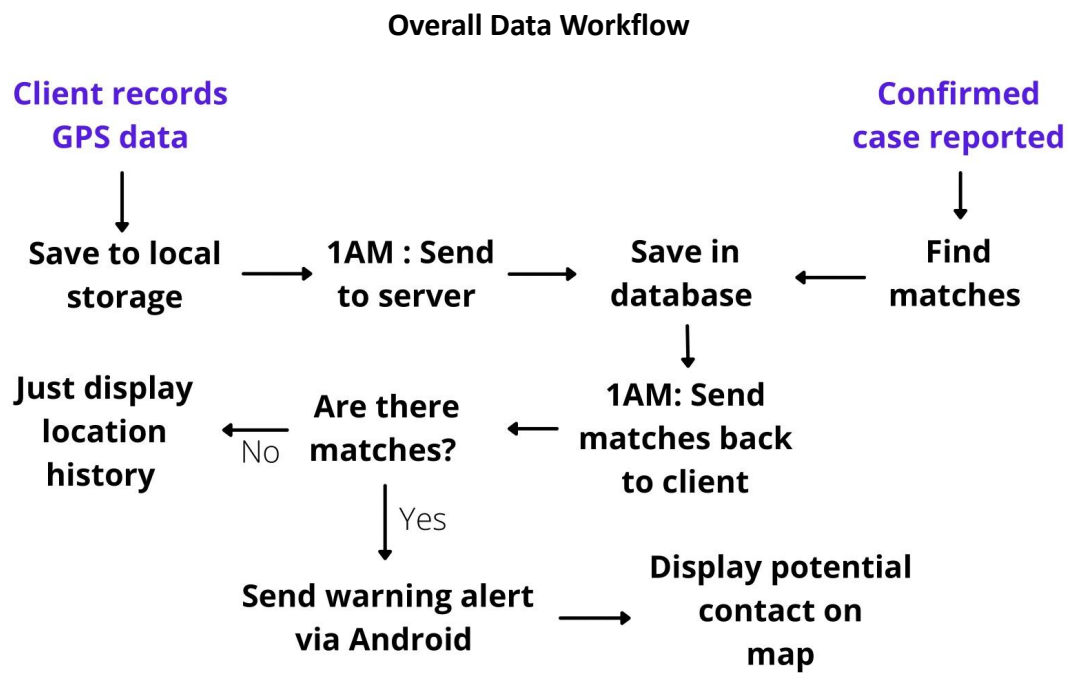 Overall Data Workflow
Client records
GPS data
Confirmed
case reported
Save to local
storage
1AM : Send
to server
Save in
database
Find
matches
Just display
location
history
No
Are there
matches?
1AM: Send
matches back
to client
Yes
Send warning alert
via Android
Display potential
contact on
map